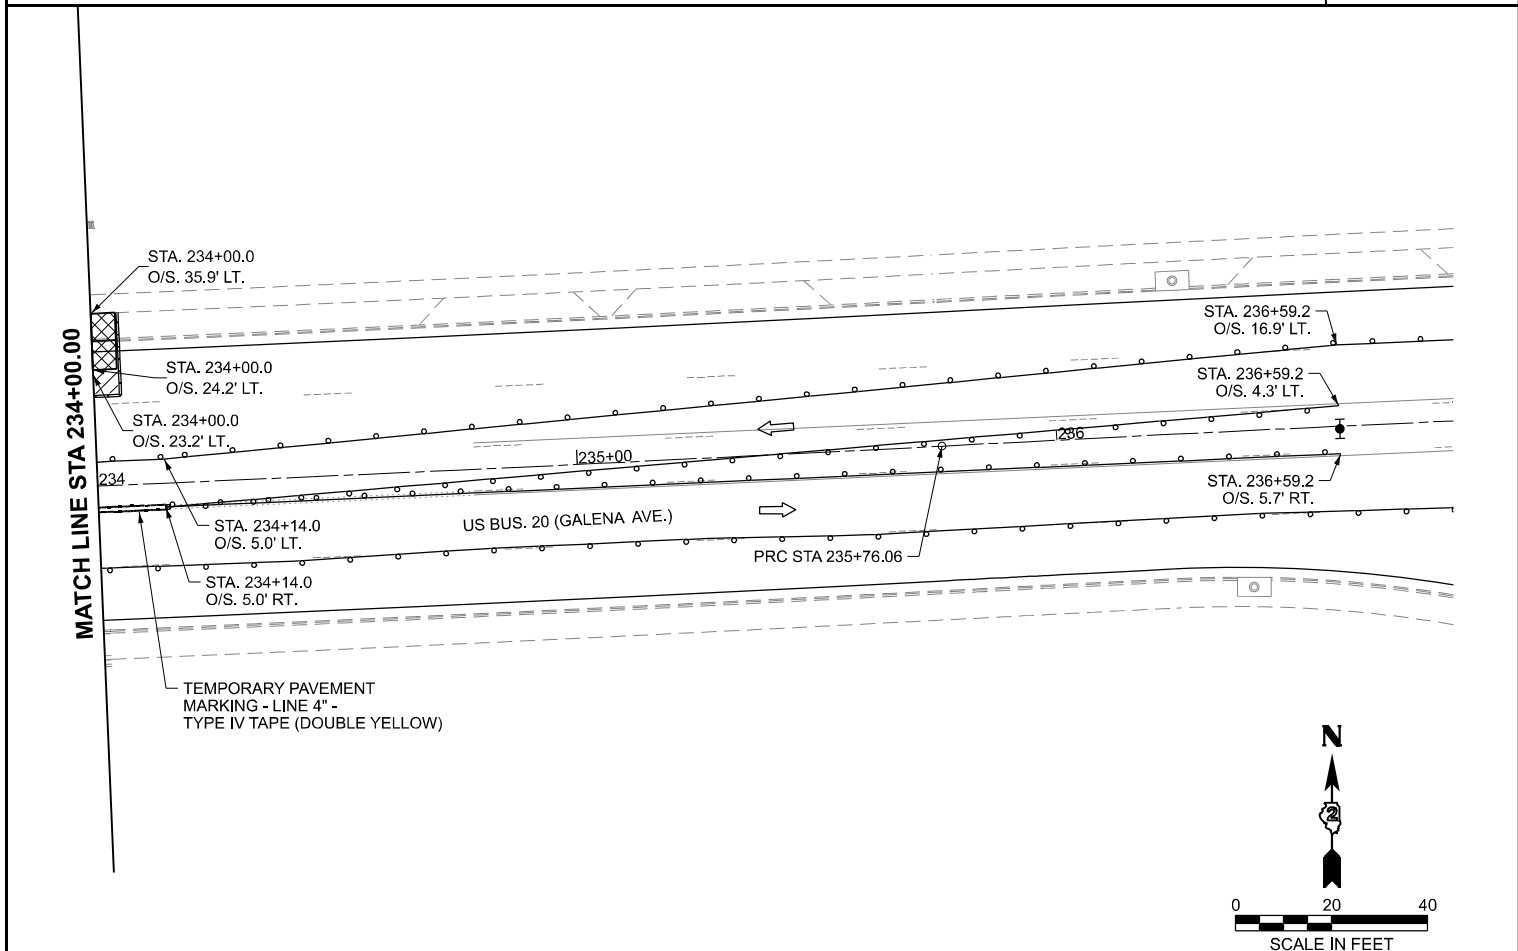 STA. 234+00.0
O/S. 35.9' LT.
STA. 236+59.2
O/S. 16.9' LT.
STA. 234+00.0
O/S. 24.2' LT.
STA. 236+59.2
O/S. 4.3' LT.
STA. 234+00.0
O/S. 23.2' LT.
MATCH LINE STA 234+00.00
234
235+00
236
STA. 236+59.2
O/S. 5.7' RT.
STA. 234+14.0
O/S. 5.0' LT.
US BUS. 20 (GALENA AVE.)
PRC STA 235+76.06
STA. 234+14.0
O/S. 5.0' RT.
TEMPORARY PAVEMENT
MARKING - LINE 4" -
TYPE IV TAPE (DOUBLE YELLOW)
N
2
0 20 40
SCALE IN FEET